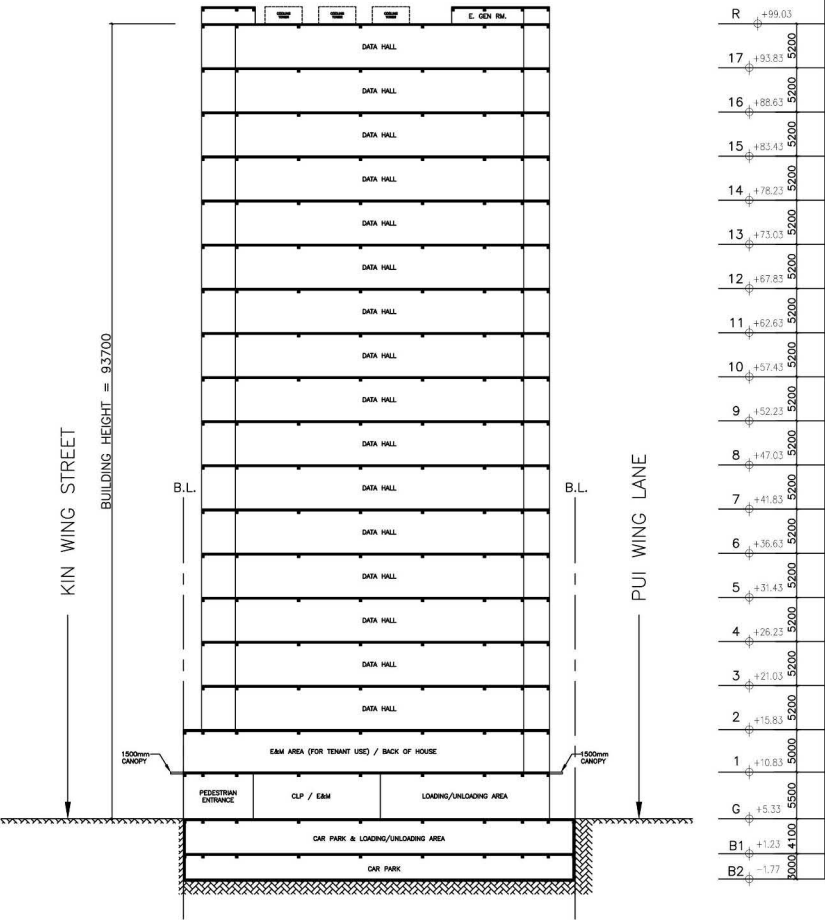 COOLING
TOWER
COOLING
TOWER
COOLING
TOWER
E. GEN RM.
R +99.03
DATA HALL
5200
17 +93.83
DATA HALL
5200
16 +88.63
DATA HALL
5200
15 +83.43
DATA HALL
5200
14 +78.23
DATA HALL
5200
13 +73.03
DATA HALL
5200
12 +67.83
DATA HALL
5200
11 +62.63
DATA HALL
5200
10 +57.43
DATA HALL
5200
9 +52.23
DATA HALL
5200
8 +47.03
DATA HALL
5200
7 +41.83
DATA HALL
5200
6 +36.63
DATA HALL
5200
5 +31.43
DATA HALL
5200
4 +26.23
DATA HALL
5200
3 +21.03
DATA HALL
5200
2 +15.83
E&M AREA (FOR TENANT USE) / BACK OF HOUSE
5000
1 +10.83
PEDESTRIAN
ENTRANCE
CLP / E&M
LOADING/UNLOADING AREA
5500
G +5.33
CAR PARK & LOADING/UNLOADING AREA
4100
B1 +1.23
CAR PARK
3000
B2 -1.77
BUILDING HEIGHT = 93700
KIN WING STREET
B.L.
B.L.
PUI WING LANE
1500mm
CANOPY
1500mm
CANOPY